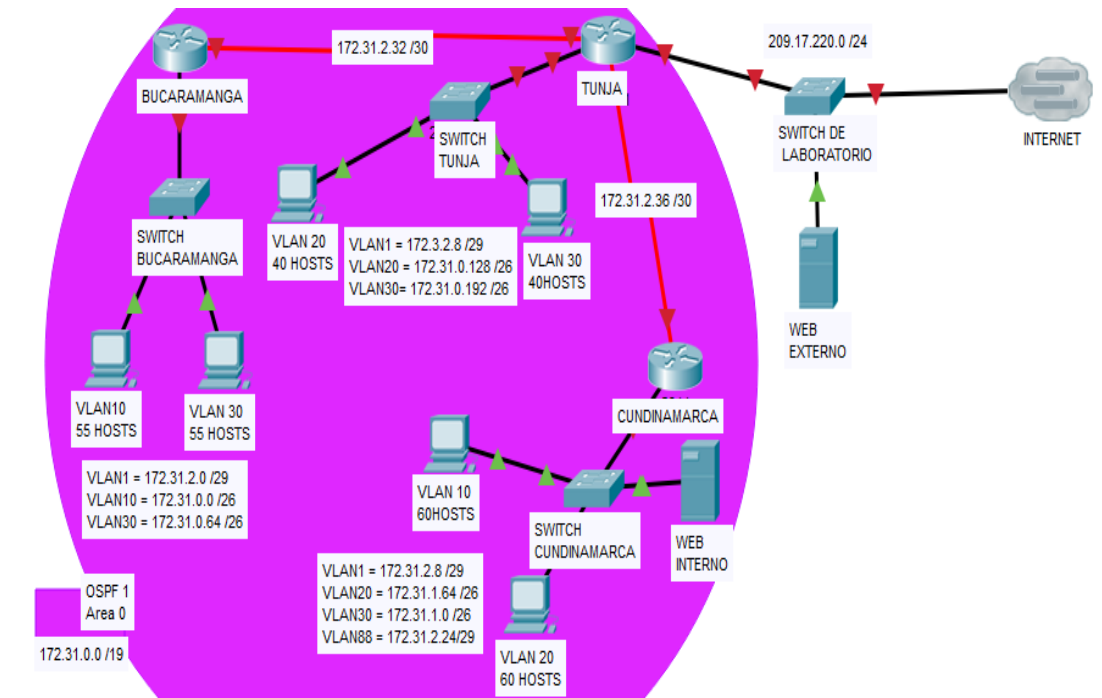 172.31.2.32 /30
209.17.220.0 /24
BUCARAMANGA
TUNJA
INTERNET
SWITCH DE
LABORATORIO
SWITCH
TUNJA
172.31.2.36 /30
SWITCH
BUCARAMANGA
VLAN 20
40 HOSTS
VLAN1 = 172.3.2.8 /29
VLAN20 = 172.31.0.128 /26
VLAN30= 172.31.0.192 /26
VLAN 30
40HOSTS
WEB
EXTERNO
VLAN10
55 HOSTS
VLAN 30
55 HOSTS
CUNDINAMARCA
VLAN1 = 172.31.2.0 /29
VLAN10 = 172.31.0.0 /26
VLAN30 = 172.31.0.64 /26
VLAN 10
60HOSTS
SWITCH
CUNDINAMARCA
WEB
INTERNO
VLAN1 = 172.31.2.8 /29
VLAN20 = 172.31.1.64 /26
VLAN30 = 172.31.1.0 /26
VLAN88 = 172.31.2.24/29
OSPF 1
Area 0
172.31.0.0 /19
VLAN 20
60 HOSTS